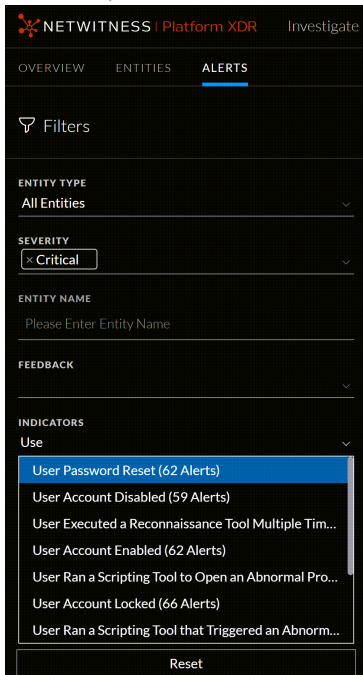 NETWITNESS | Platform XDR Investigate
OVERVIEW ENTITIES ALERTS
Filters
ENTITY TYPE
All Entities
SEVERITY
× Critical
ENTITY NAME
Please Enter Entity Name
FEEDBACK
INDICATORS
Use
User Password Reset (62 Alerts)
User Account Disabled (59 Alerts)
User Executed a Reconnaissance Tool Multiple Tim...
User Account Enabled (62 Alerts)
User Ran a Scripting Tool to Open an Abnormal Pro...
User Account Locked (66 Alerts)
User Ran a Scripting Tool that Triggered an Abnorm...
Reset